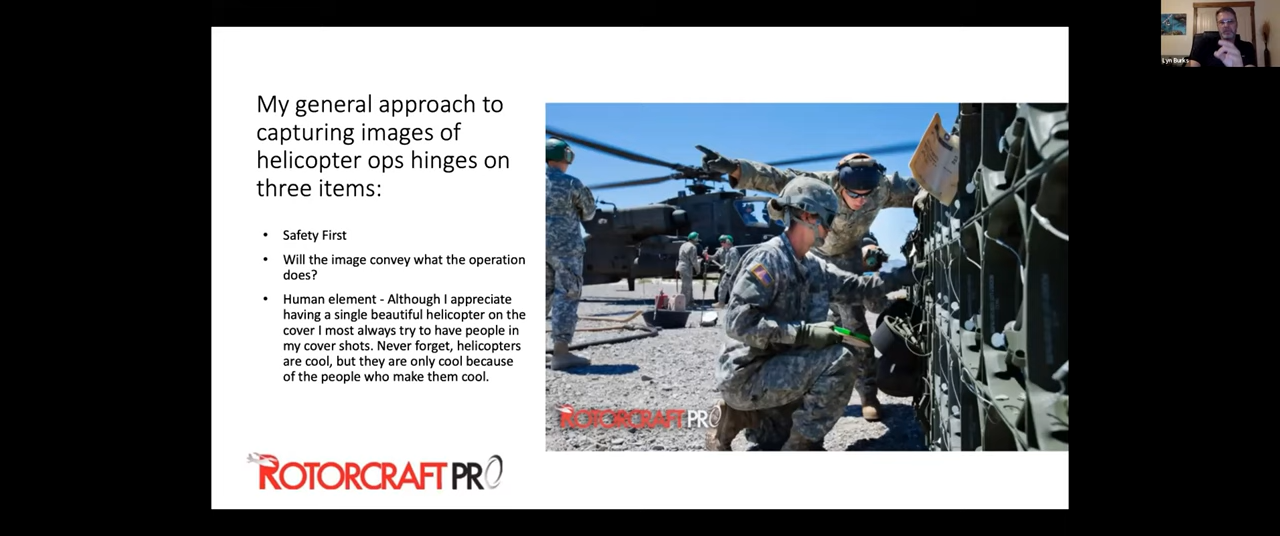 My general approach to
capturing images of
helicopter ops hinges on
three items:
• Safety First
• Will the image convey what the operation
does?
• Human element - Although I appreciate
having a single beautiful helicopter on the
cover I most always try to have people in
my cover shots. Never forget, helicopters
are cool, but they are only cool because
of the people who make them cool.
ROTORCRAFT PRO
ROTORCRAFT PRO
Lyn Burks